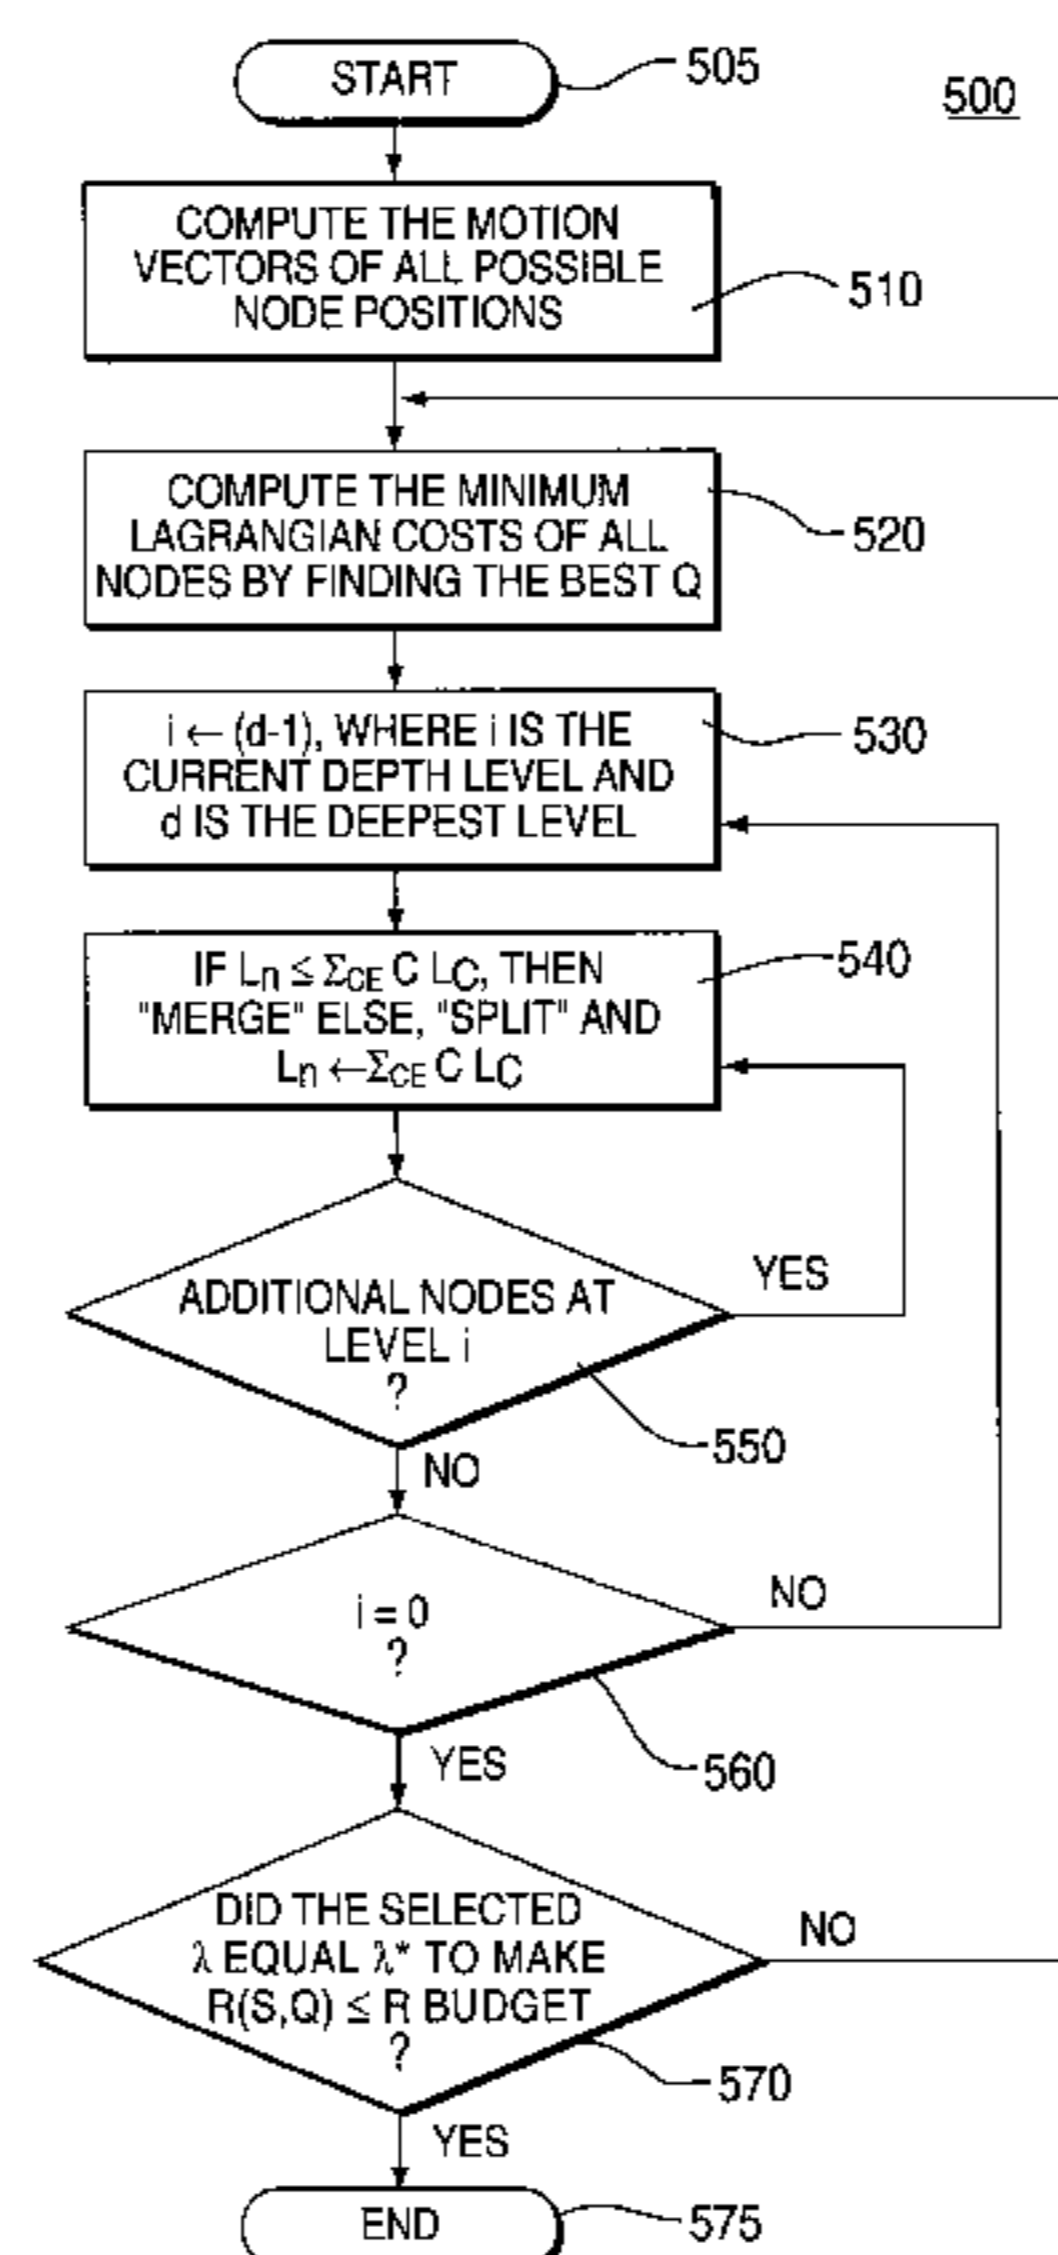 START
505
500
COMPUTE THE MOTION
VECTORS OF ALL POSSIBLE
NODE POSITIONS
510
COMPUTE THE MINIMUM
LAGRANGIAN COSTS OF ALL
NODES BY FINDING THE BEST Q
520
i ← (d-1), WHERE i IS THE
CURRENT DEPTH LEVEL AND
d IS THE DEEPEST LEVEL
530
IF Ln ≤ ΣCE C LC, THEN
"MERGE" ELSE, "SPLIT" AND
Ln ←ΣCE C LC
540
ADDITIONAL NODES AT
LEVEL i
?
YES
550
NO
i = 0
?
NO
560
YES
DID THE SELECTED
λ EQUAL λ* TO MAKE
R(S,Q) ≤ R BUDGET
?
NO
570
YES
END
575